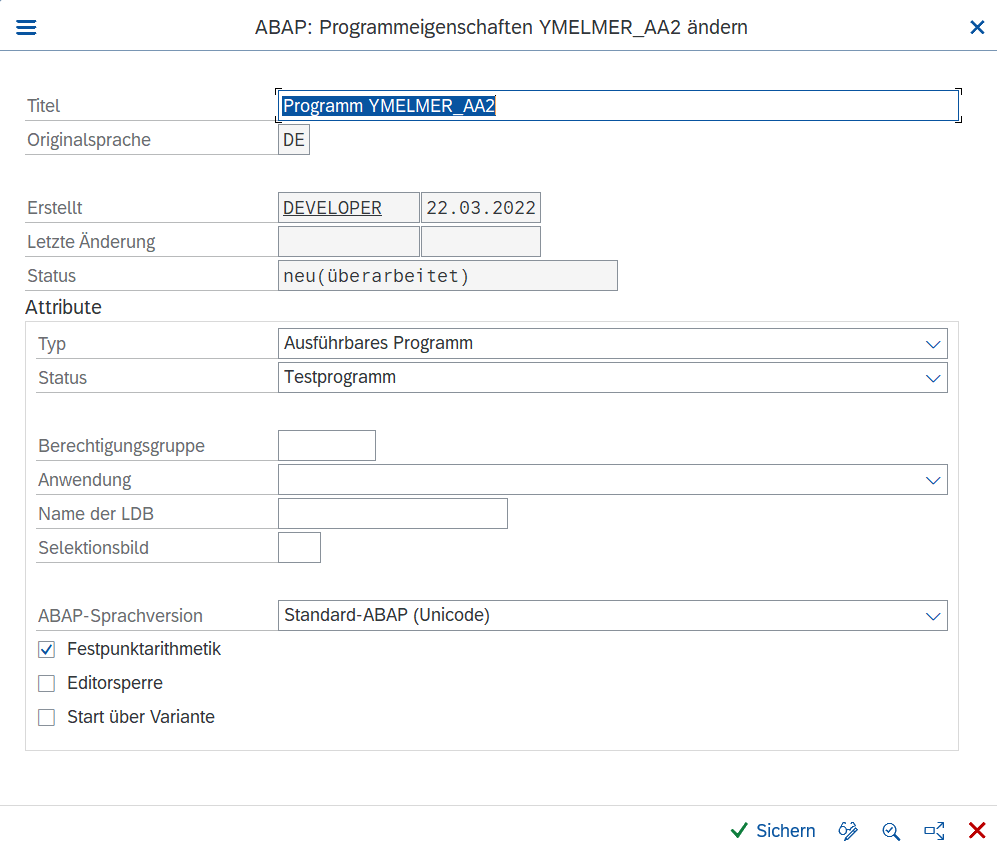 ABAP: Programmeigenschaften YMELMER_AA2 ändern
Titel Programm YMELMER_AA2
Originalsprache DE
Erstellt DEVELOPER 22.03.2022
Letzte Änderung
Status neu(überarbeitet)
Attribute
Typ Ausführbares Programm
Status Testprogramm
Berechtigungsgruppe
Anwendung
Name der LDB
Selektionsbild
ABAP-Sprachversion Standard-ABAP (Unicode)
Festpunktarithmetik
Editorsperre
Start über Variante
Sichern